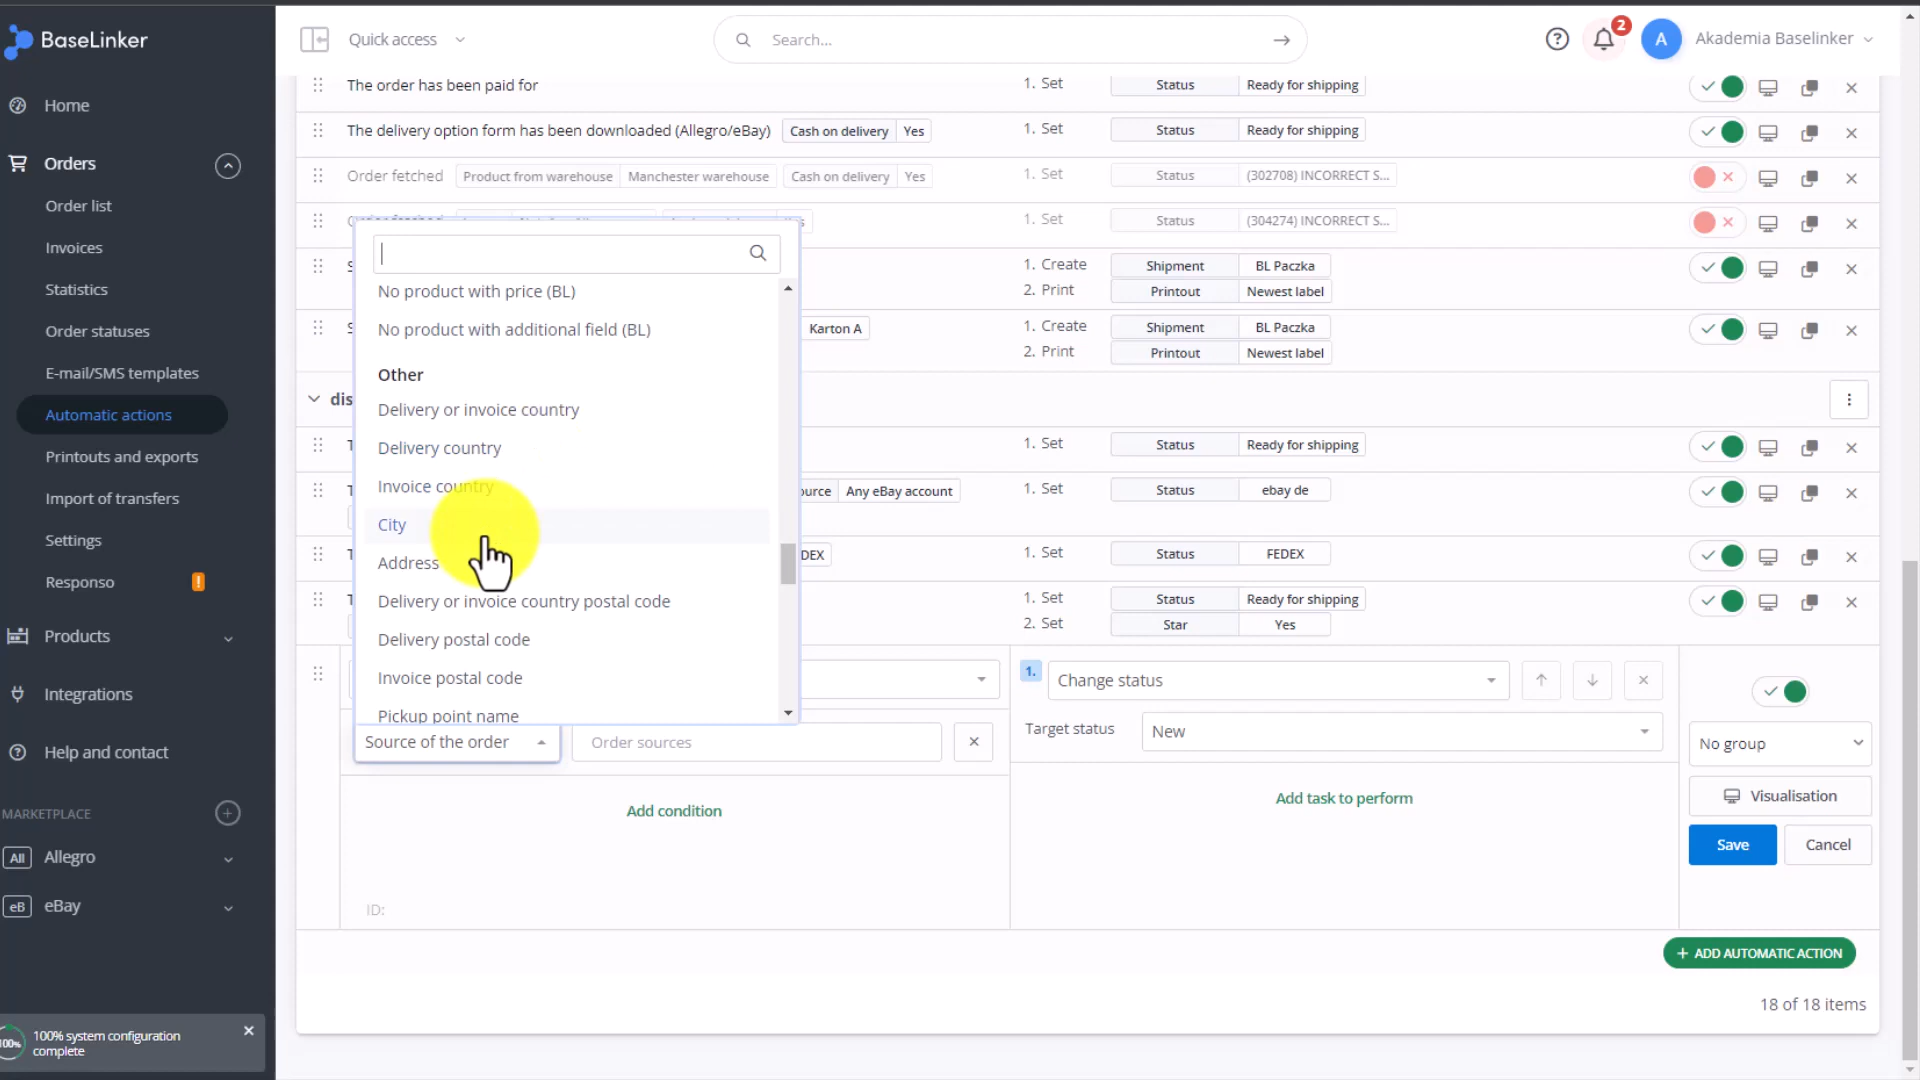 BaseLinker
Quick access
Search...
2
A
Akademia Baselinker
Home
Orders
Order list
Invoices
Statistics
Order statuses
E-mail/SMS templates
Automatic actions
Printouts and exports
Import of transfers
Settings
Responso !
Products
Integrations
Help and contact
MARKETPLACE
All Allegro
eB eBay
100% 100% system configuration
complete
The order has been paid for
1. Set Status Ready for shipping
The delivery option form has been downloaded (Allegro/eBay) Cash on delivery Yes
1. Set Status Ready for shipping
Order fetched Product from warehouse Manchester warehouse Cash on delivery Yes
1. Set Status (302708) INCORRECT S...
1. Set Status (304274) INCORRECT S...
1. Create Shipment BL Paczka
2. Print Printout Newest label
Karton A
1. Create Shipment BL Paczka
2. Print Printout Newest label
dis
1. Set Status Ready for shipping
ource Any eBay account
1. Set Status ebay de
DEX
1. Set Status FEDEX
1. Set Status Ready for shipping
2. Set Star Yes
No product with price (BL)
No product with additional field (BL)
Other
Delivery or invoice country
Delivery country
Invoice country
City
Address
Delivery or invoice country postal code
Delivery postal code
Invoice postal code
Pickup point name
Source of the order
Order sources
Add condition
ID:
1. Change status
Target status New
Add task to perform
No group
Visualisation
Save Cancel
+ ADD AUTOMATIC ACTION
18 of 18 items